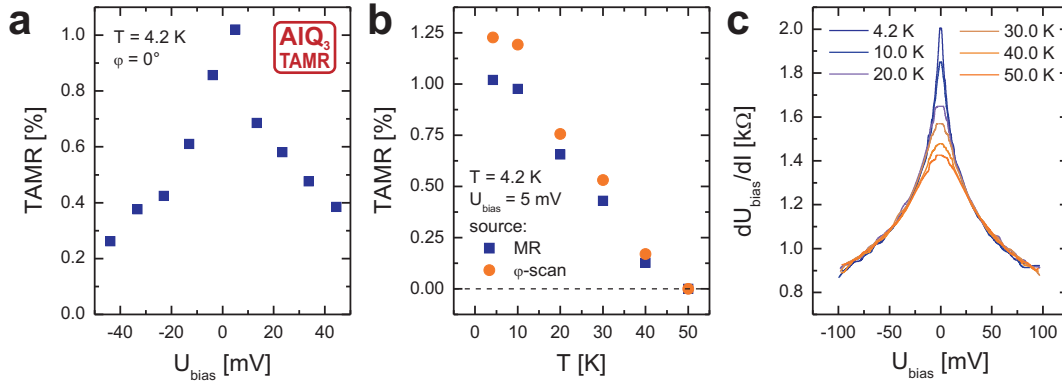 a
T = 4.2 K
φ = 0°
AlQ₃
TAMR
TAMR [%]
1.0
0.8
0.6
0.4
0.2
0.0
-40 -20 0 20 40
U_bias [mV]
b
TAMR [%]
1.25
1.00
0.75
0.50
0.25
0.00
T = 4.2 K
U_bias = 5 mV
source:
MR
φ-scan
0 10 20 30 40 50
T [K]
c
4.2 K 30.0 K
10.0 K 40.0 K
20.0 K 50.0 K
dU_bias/dI [kΩ]
2.0
1.8
1.6
1.4
1.2
1.0
0.8
-100 -50 0 50 100
U_bias [mV]